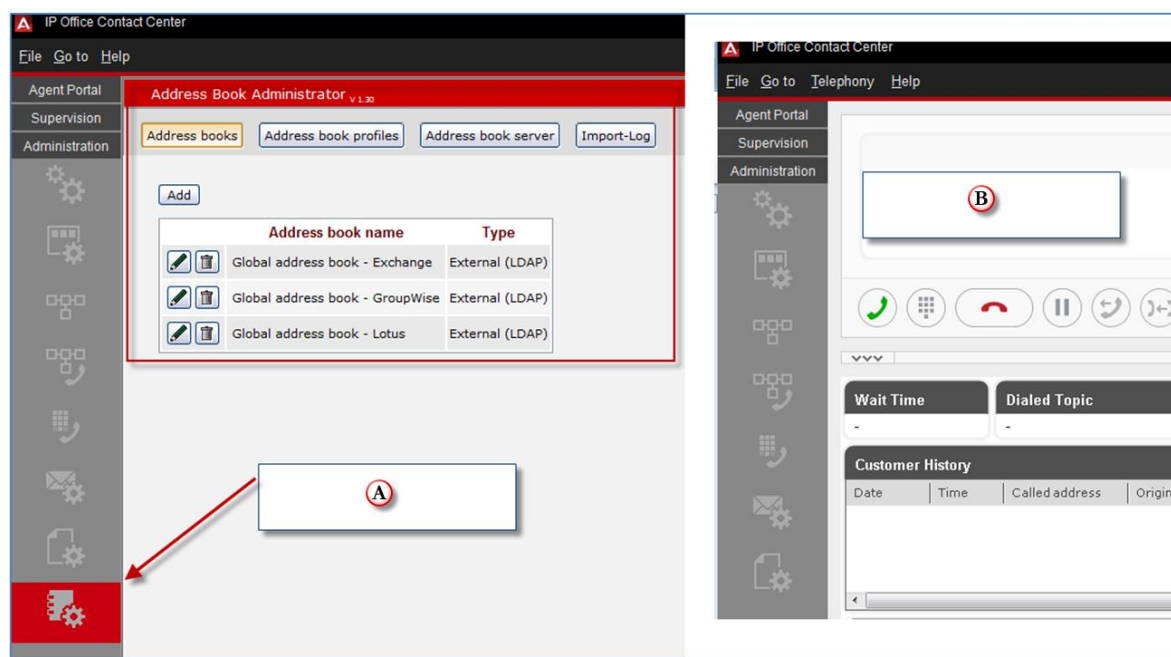 IP Office Contact Center
File Go to Help
Agent Portal
Supervision
Administration
Address Book Administrator V 1.30
Address books Address book profiles Address book server Import-Log
Add
Address book name Type
Global address book - Exchange External (LDAP)
Global address book - GroupWise External (LDAP)
Global address book - Lotus External (LDAP)
A
IP Office Contact Center
File Go to Telephony Help
Agent Portal
Supervision
Administration
B
Wait Time Dialed Topic
- -
Customer History
Date Time Called address Origin